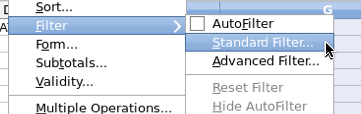 Sort...
Filter
Form...
Subtotals...
Validity...
Multiple Operations...
G
AutoFilter
Standard Filter...
Advanced Filter...
Reset Filter
Hide AutoFilter